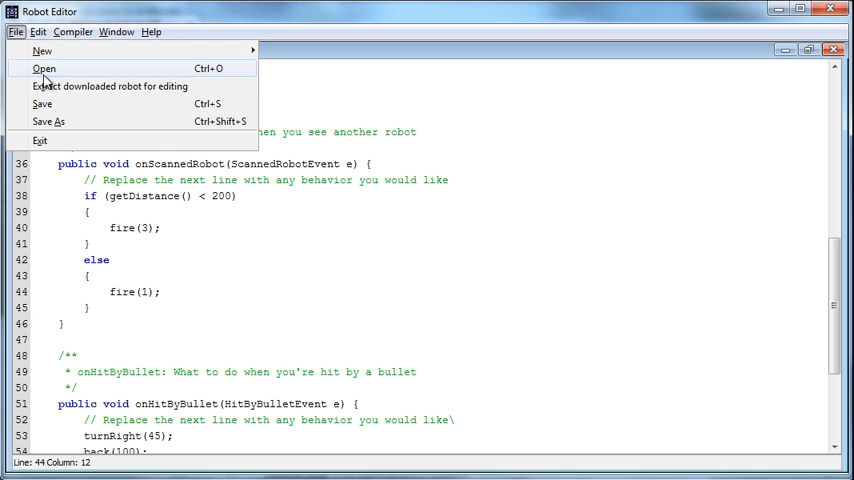 Robot Editor
File Edit Compiler Window Help
New
Open Ctrl+O
Extract downloaded robot for editing
Save Ctrl+S
Save As Ctrl+Shift+S
Exit
when you see another robot
36 public void onScannedRobot(ScannedRobotEvent e) {
37 // Replace the next line with any behavior you would like
38 if (getDistance() < 200)
39 {
40 fire(3);
41 }
42 else
43 {
44 fire(1);
45 }
46 }
47
48 /**
49 * onHitByBullet: What to do when you're hit by a bullet
50 */
51 public void onHitByBullet(HitByBulletEvent e) {
52 // Replace the next line with any behavior you would like\
53 turnRight(45);
54 back(100);
Line: 44 Column: 12